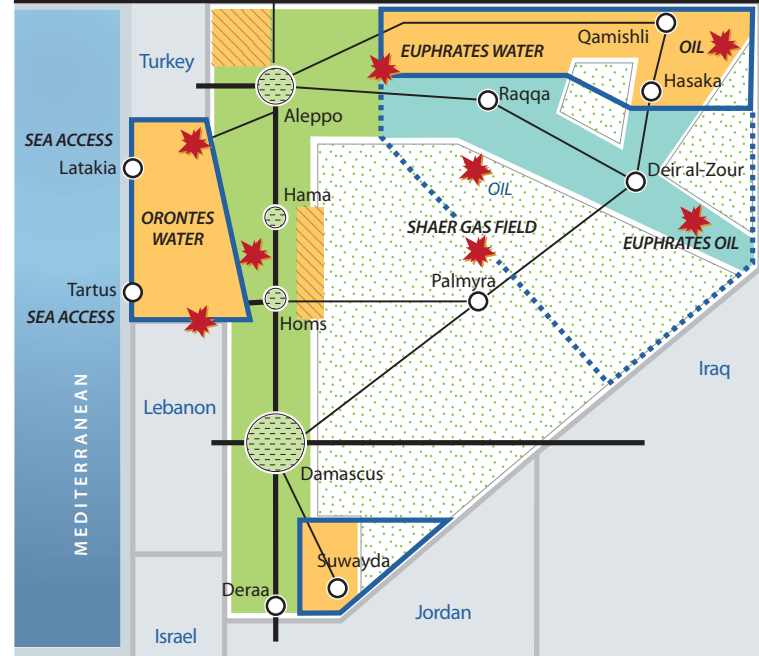 Qamishli
OIL
EUPHRATES WATER
Turkey
Hasaka
Raqqa
Aleppo
SEA ACCESS
Latakia
Deir al-Zour
OIL
Hama
ORONTES
WATER
SHAER GAS FIELD
EUPHRATES OIL
Palmyra
Tartus
SEA ACCESS
Homs
Iraq
Lebanon
MEDITERRANEAN
Damascus
Suwayda
Deraa
Jordan
Israel